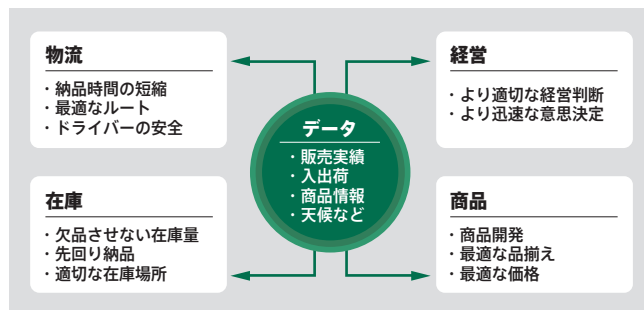 物流
・納品時間の短縮
・最適なルート
・ドライバーの安全
経営
・より適切な経営判断
・より迅速な意思決定
データ
・販売実績
・入出荷
・商品情報
・天候など
在庫
・欠品させない在庫量
・先回り納品
・適切な在庫場所
商品
・商品開発
・最適な品揃え
・最適な価格